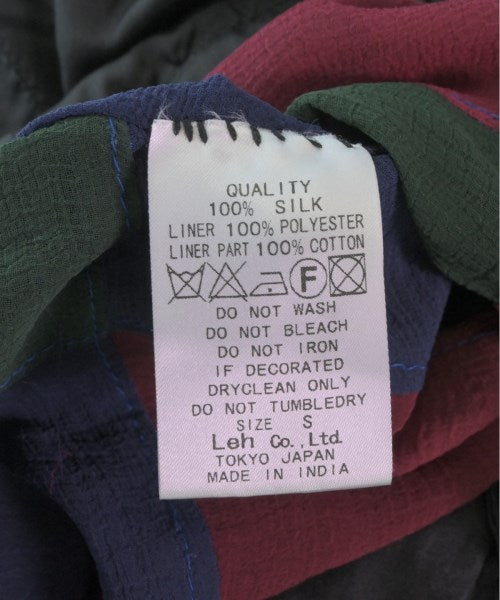 QUALITY
100% SILK
LINER 100% POLYESTER
LINER PART 100% COTTON
F
DO NOT WASH
DO NOT BLEACH
DO NOT IRON
IF DECORATED
DRYCLEAN ONLY
DO NOT TUMBLEDRY
SIZE S
Leh Co., Ltd.
TOKYO JAPAN
MADE IN INDIA